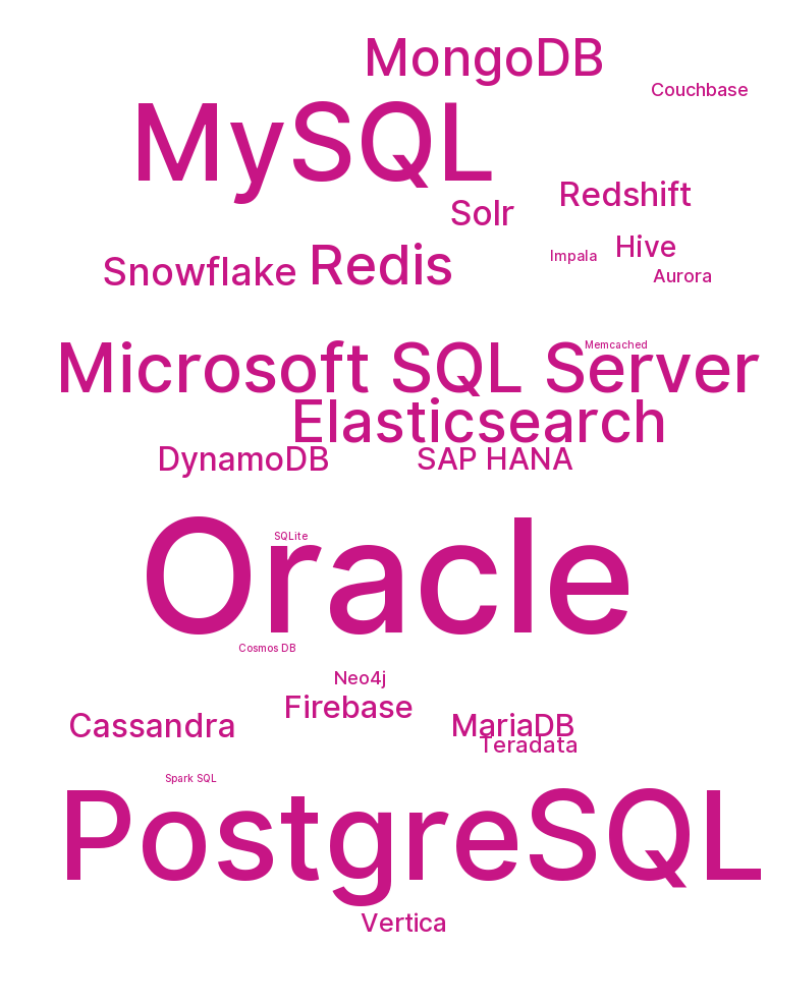 MongoDB
Couchbase
MySQL
Redshift
Solr
Hive
Impala
Snowflake Redis
Aurora
Memcached
Microsoft SQL Server
Elasticsearch
DynamoDB
SAP HANA
SQLite
Oracle
Cosmos DB
Neo4j
Firebase
Cassandra
MariaDB
Teradata
Spark SQL
PostgreSQL
Vertica